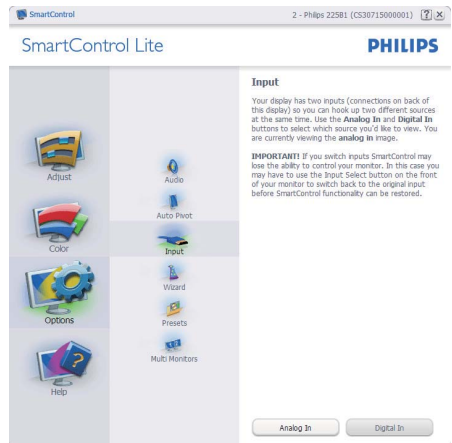 SmartControl
2 - Philips 225B1 (CS30715000001)
?
X
SmartControl Lite
PHILIPS
Adjust
Color
Options
Help
Audio
Auto Pivot
Input
Wizard
Presets
Multi Monitors
Input
Your display has two inputs (connections on back of
this display) so you can hook up two different sources
at the same time. Use the Analog In and Digital In
buttons to select which source you'd like to view. You
are currently viewing the analog in image.
IMPORTANT! If you switch inputs SmartControl may
lose the ability to control your monitor. In this case you
may have to use the Input Select button on the front
of your monitor to switch back to the original input
before SmartControl functionality can be restored.
Analog In
Digital In